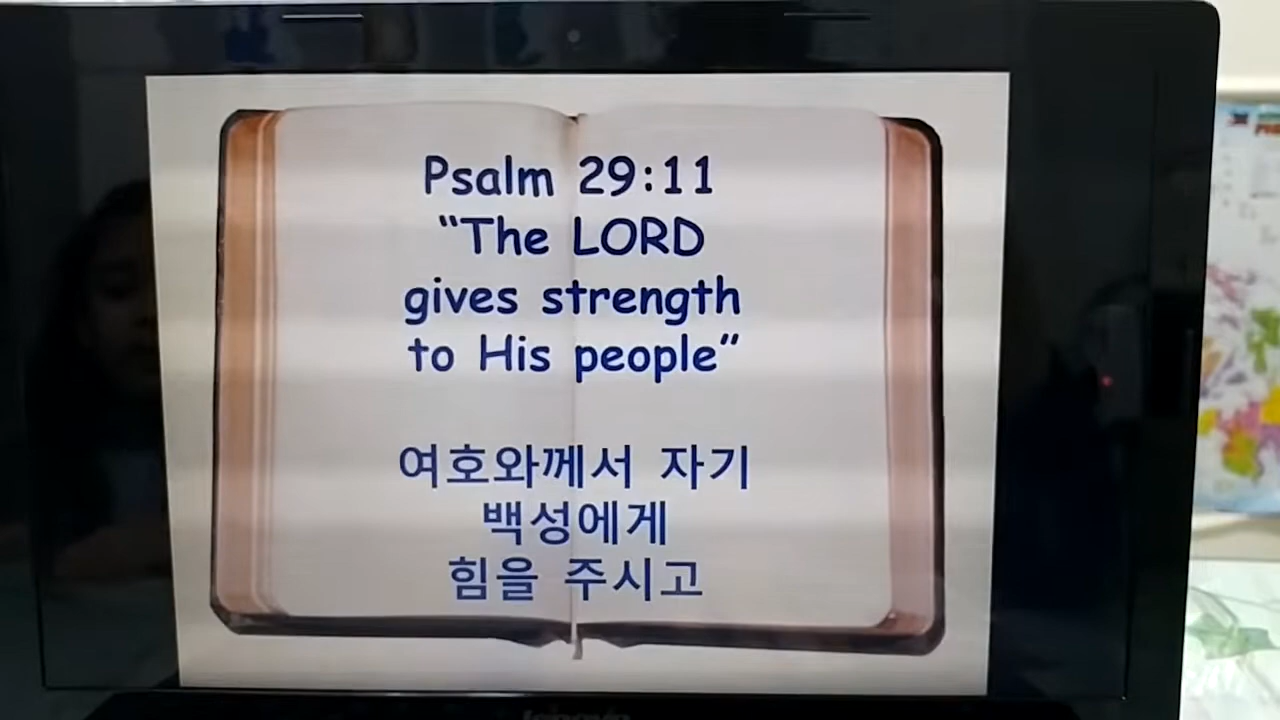 Psalm 29:11
“The LORD
gives strength
to His people”
여호와께서 자기
백성에게
힘을 주시고